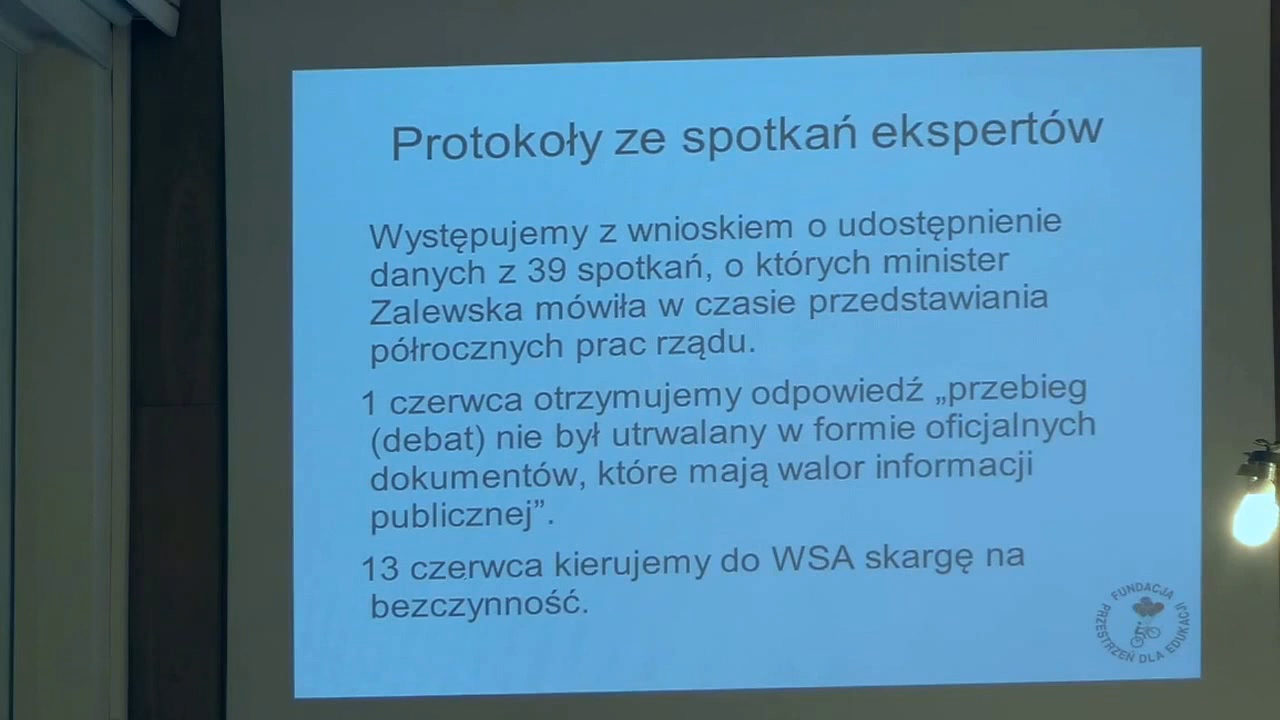 Protokoły ze spotkań ekspertów
Występujemy z wnioskiem o udostępnienie
danych z 39 spotkań, o których minister
Zalewska mówiła w czasie przedstawiania
półrocznych prac rządu.
1 czerwca otrzymujemy odpowiedź „przebieg
(debat) nie był utrwalany w formie oficjalnych
dokumentów, które mają walor informacji
publicznej”.
13 czerwca kierujemy do WSA skargę na
bezczynność.
FUNDACJA
PRZESTRZEŃ DLA EDUKACJI